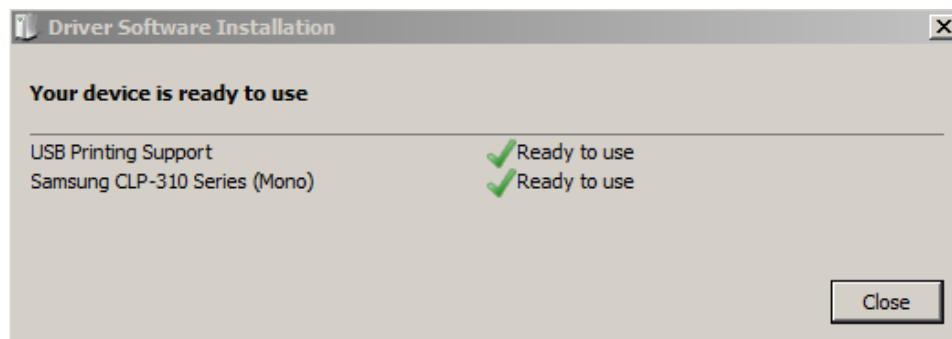 Driver Software Installation
Your device is ready to use
USB Printing Support Ready to use
Samsung CLP-310 Series (Mono) Ready to use
Close